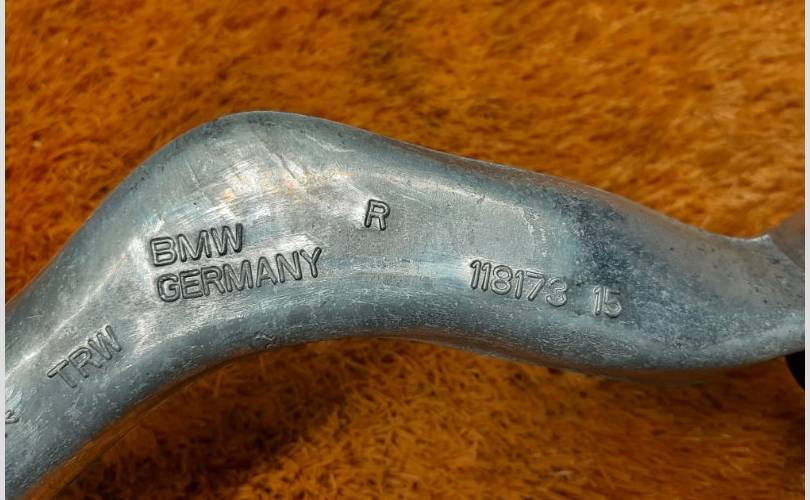 BMW
GERMANY
R
118173 15
TRW